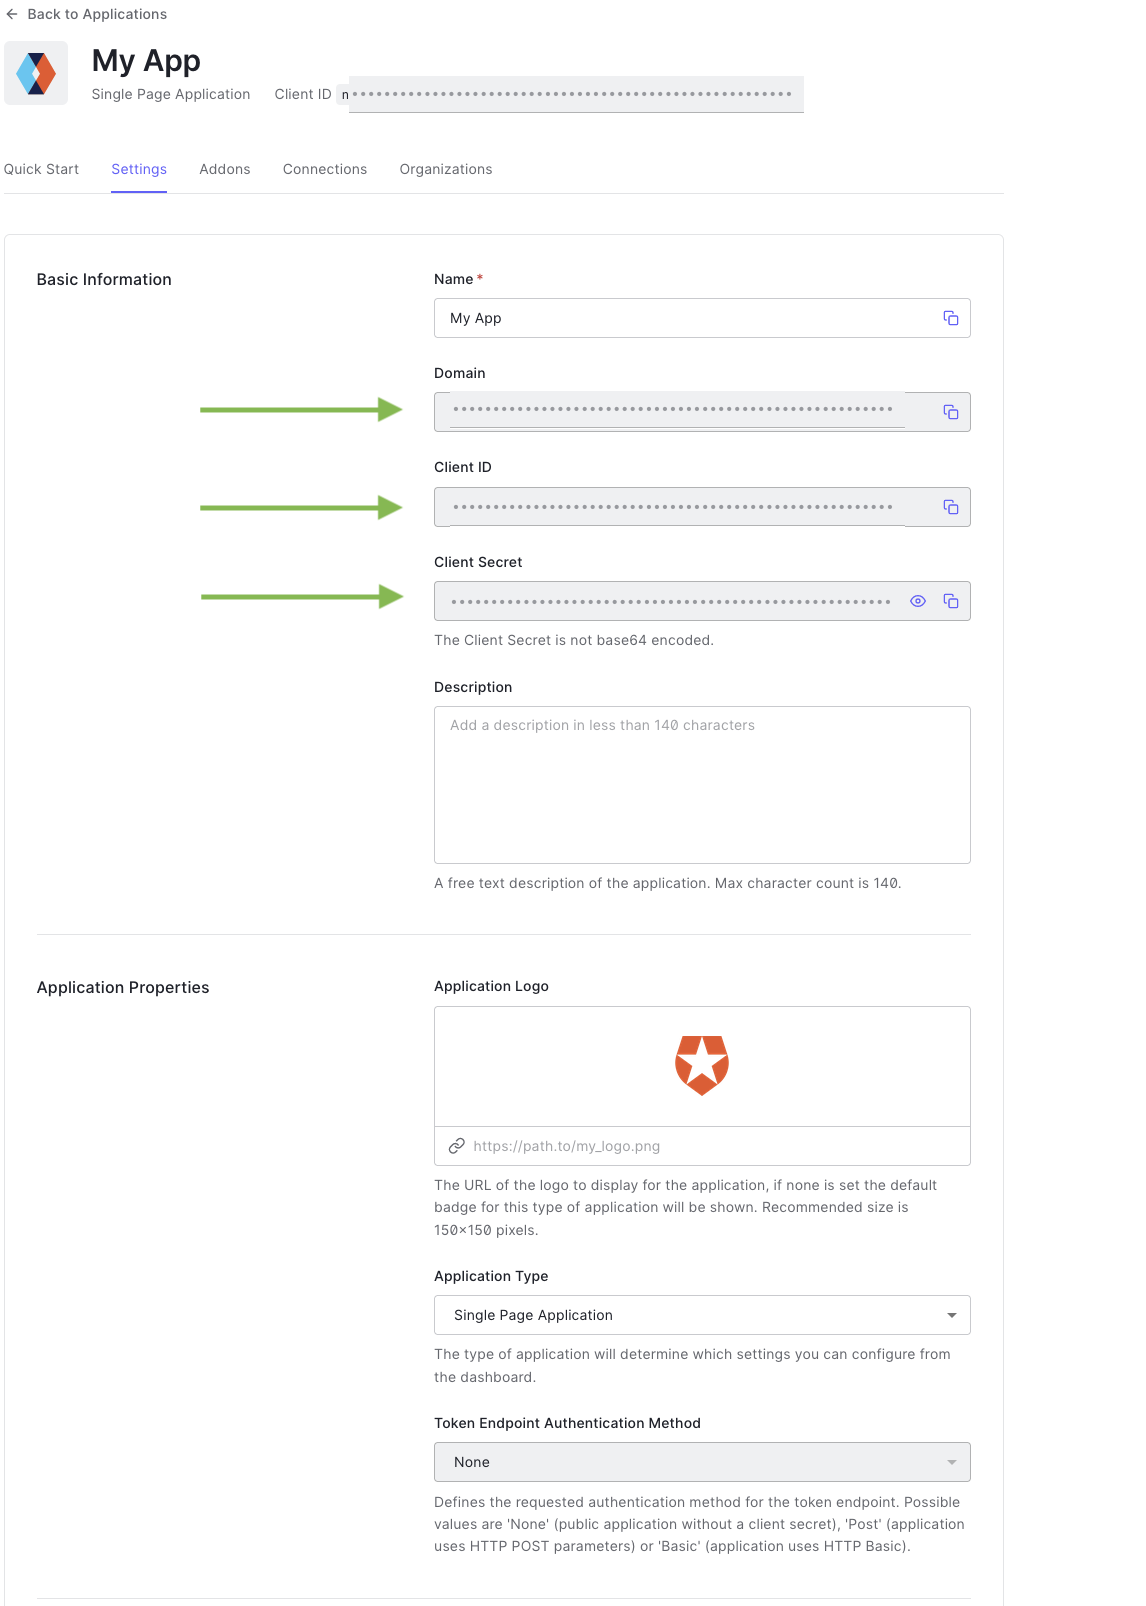 Back to Applications
My App
Single Page Application Client ID n
Quick Start Settings Addons Connections Organizations
Basic Information
Name *
My App
Domain
Client ID
Client Secret
The Client Secret is not base64 encoded.
Description
Add a description in less than 140 characters
A free text description of the application. Max character count is 140.
Application Properties
Application Logo
https://path.to/my_logo.png
The URL of the logo to display for the application, if none is set the default
badge for this type of application will be shown. Recommended size is
150x150 pixels.
Application Type
Single Page Application
The type of application will determine which settings you can configure from
the dashboard.
Token Endpoint Authentication Method
None
Defines the requested authentication method for the token endpoint. Possible
values are 'None' (public application without a client secret), 'Post' (application
uses HTTP POST parameters) or 'Basic' (application uses HTTP Basic).